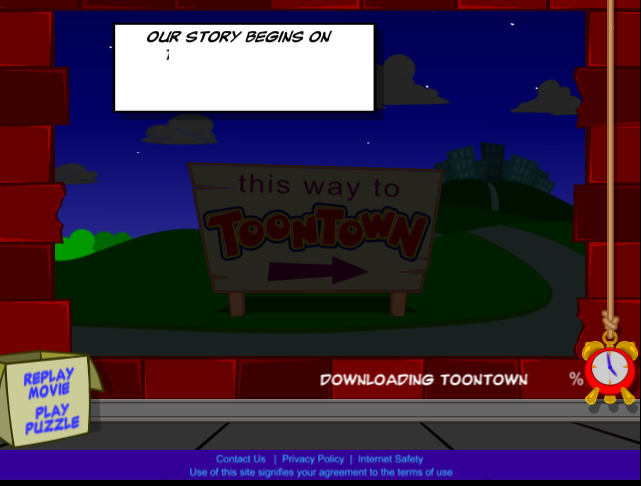 OUR STORY BEGINS ON
this way to
TOONTOWN
DOWNLOADING TOONTOWN %
REPLAY
MOVIE
PLAY
PUZZLE
Contact Us | Privacy Policy | Internet Safety
Use of this site signifies your agreement to the terms of use